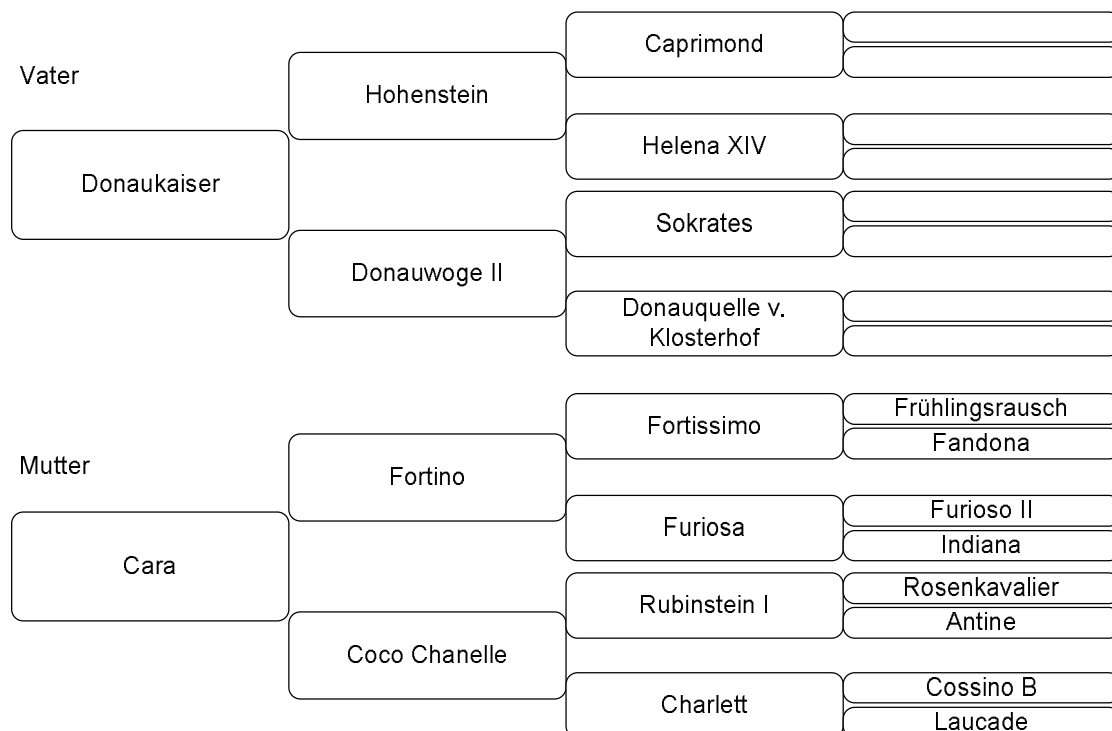 Vater
Donaukaiser
Hohenstein
Donauwoge II
Caprimond
Helena XIV
Sokrates
Donauquelle v.
Klosterhof
Mutter
Cara
Fortino
Coco Chanelle
Fortissimo
Furiosa
Rubinstein I
Charlett
Frühlingsrausch
Fandona
Furioso II
Indiana
Rosenkavalier
Antine
Cossino B
Laucade